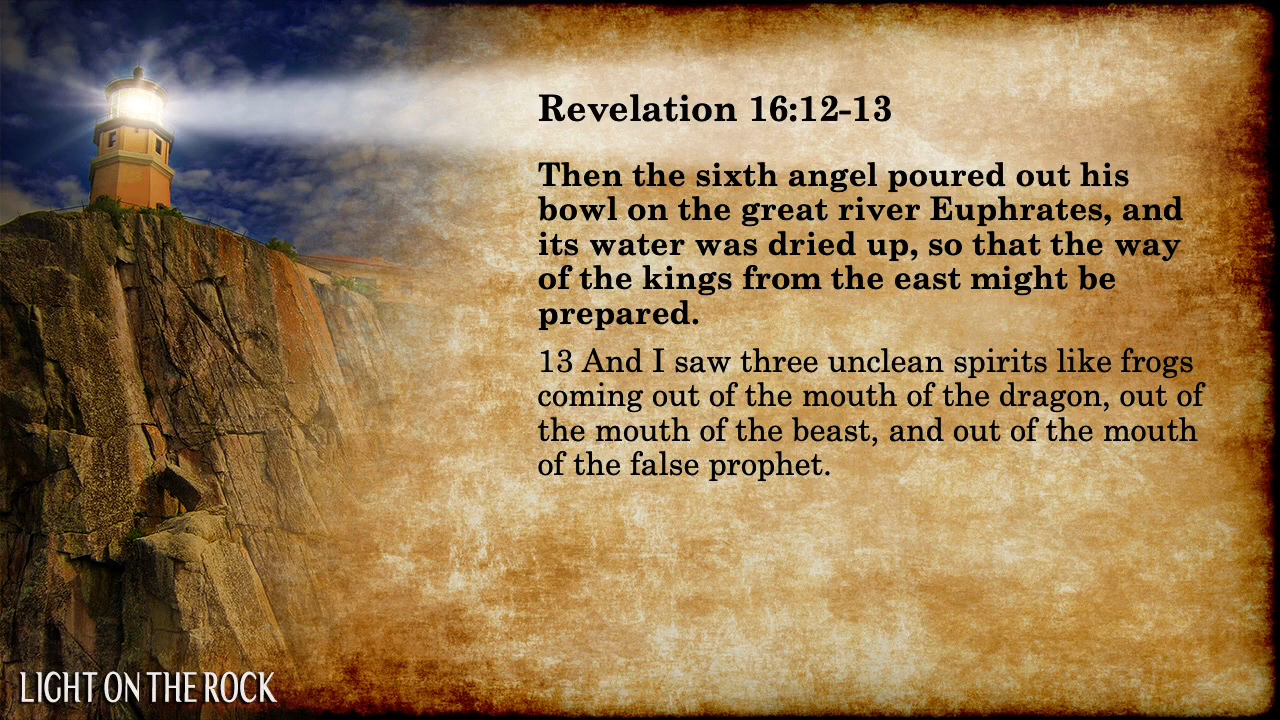 Revelation 16:12-13
Then the sixth angel poured out his
bowl on the great river Euphrates, and
its water was dried up, so that the way
of the kings from the east might be
prepared.
13 And I saw three unclean spirits like frogs
coming out of the mouth of the dragon, out of
the mouth of the beast, and out of the mouth
of the false prophet.
LIGHT ON THE ROCK